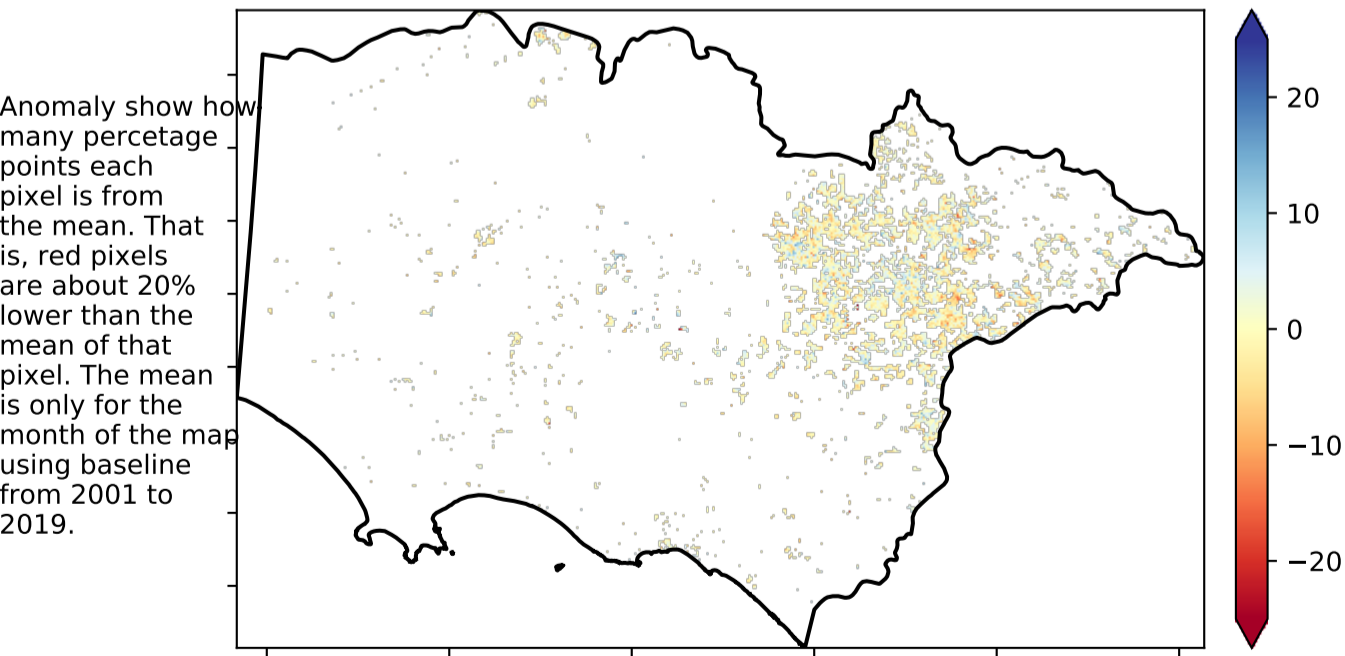 Anomaly show how
many percetage
points each
pixel is from
the mean. That
is, red pixels
are about 20%
lower than the
mean of that
pixel. The mean
is only for the
month of the map
using baseline
from 2001 to
2019.
20
10
0
−10
−20